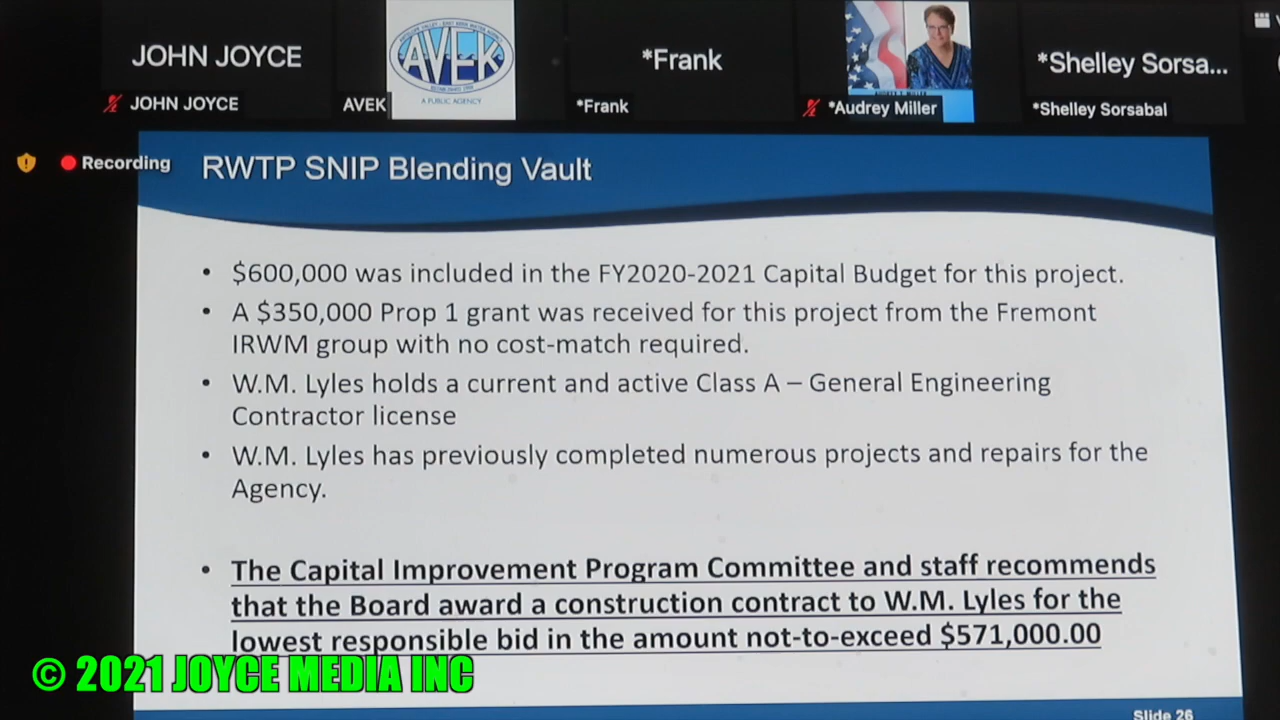 JOHN JOYCE
AVEK
A PUBLIC AGENCY
*Frank
*Shelley Sorsa...
JOHN JOYCE
AVEK
*Frank
*Audrey Miller
*Shelley Sorsabal
Recording
RWTP SNIP Blending Vault
• $600,000 was included in the FY2020-2021 Capital Budget for this project.
• A $350,000 Prop 1 grant was received for this project from the Fremont
IRWM group with no cost-match required.
• W.M. Lyles holds a current and active Class A – General Engineering
Contractor license
• W.M. Lyles has previously completed numerous projects and repairs for the
Agency.
• The Capital Improvement Program Committee and staff recommends
that the Board award a construction contract to W.M. Lyles for the
lowest responsible bid in the amount not-to-exceed $571,000.00
© 2021 JOYCE MEDIA INC
Slide 26